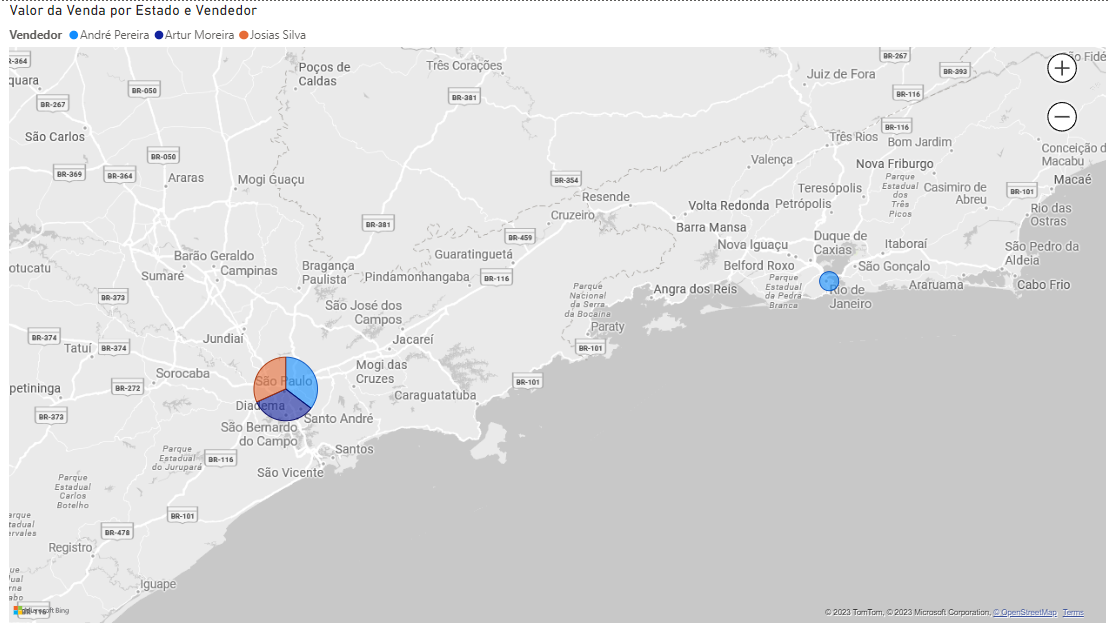 Valor da Venda por Estado e Vendedor
Vendedor André Pereira Artur Moreira Josias Silva
R-364
BR-050
BR-267
quara
Poços de
Caldas
Três Corações
BR-381
Juiz de Fora
BR-267
BR-393
ão Fidé
BR-116
São Carlos
BR-369
BR-364
BR-050
Araras
Mogi Guaçu
BR-354
Três Rios
BR-116
Bom Jardim
Conceição d
Macabu
Valença
Nova Friburgo
Parque
Estadual
dos
Três
Picos
Casimiro de
Abreu
BR-101
Macaé
Rio das
Ostras
Resende
Cruzeiro
Volta Redonda
Barra Mansa
Teresópolis
Petrópolis
BR-381
BR-459
Guaratinguetá
BR-116
Pindamonhangaba
Nova Iguaçu
Duque de
Caxias
Itaboraí
São Pedro da
Aldeia
Belford Roxo
São Gonçalo
Araruama
Cabo Frio
Parque
Estadual
da Pedra
Branca
Rio de
Janeiro
Angra dos Reis
Parque
Nacional
da Serra
da Bocaina
Paraty
BR-101
otucatu
Barão Geraldo
Sumaré
Campinas
Bragança
Paulista
BR-373
São José dos
Campos
Jacareí
BR-374
Tatuí
BR-374
Jundiaí
Mogi das
Cruzes
Sorocaba
BR-272
petininga
BR-373
São Paulo
Diadema
Santo André
São Bernardo
do Campo
Caraguatatuba
BR-101
Parque
Estadual
do Jurupará
BR-116
Santos
São Vicente
Parque
Estadual
Carlos
Botelho
BR-101
arque
tadual
ervales
BR-478
Registro
Iguape
BR-116
Microsoft Bing
© 2023 TomTom, © 2023 Microsoft Corporation, © OpenStreetMap Terms